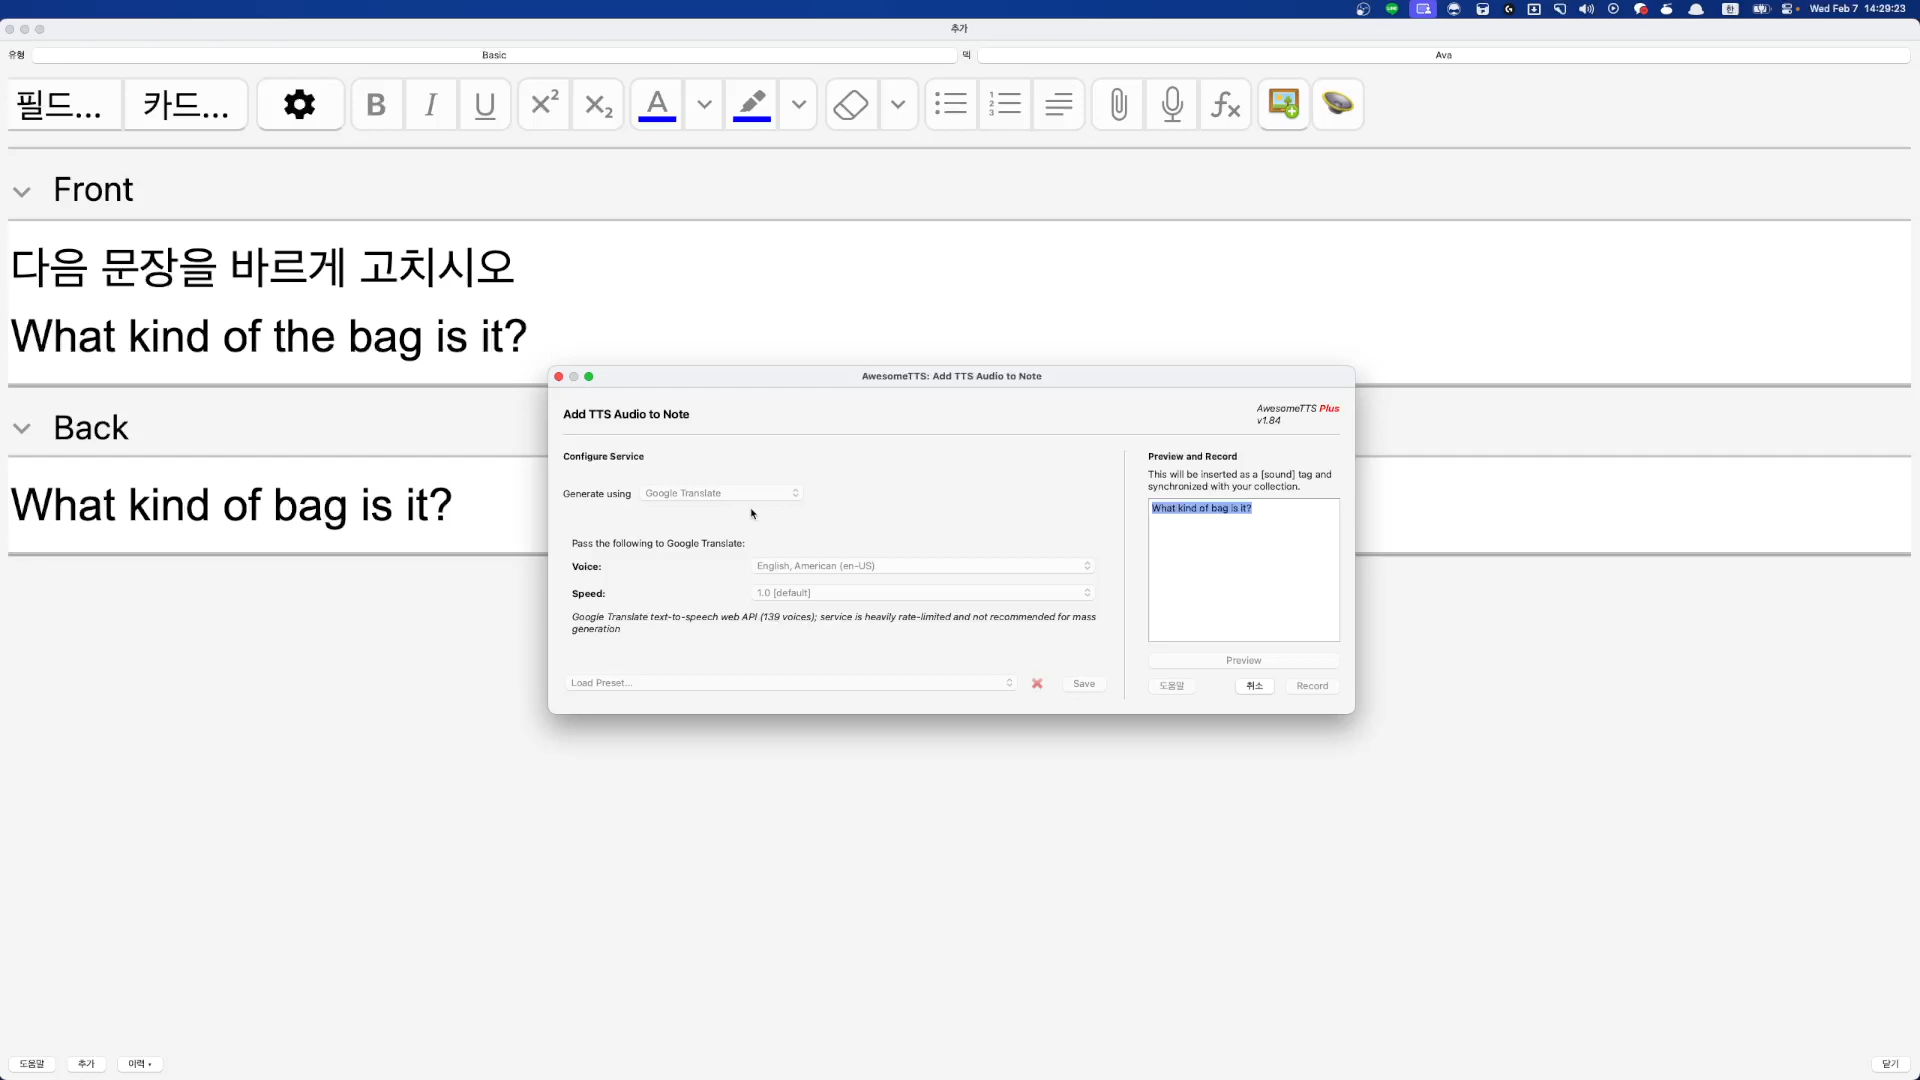 Wed Feb 7 14:29:23
추가
유형 Basic 덱 Ava
필드... 카드...
Front
다음 문장을 바르게 고치시오
What kind of the bag is it?
Back
What kind of bag is it?
AwesomeTTS: Add TTS Audio to Note
Add TTS Audio to Note
AwesomeTTS Plus
v1.84
Configure Service
Generate using Google Translate
Pass the following to Google Translate:
Voice: English, American (en-US)
Speed: 1.0 [default]
Google Translate text-to-speech web API (139 voices); service is heavily rate-limited and not recommended for mass
generation
Load Preset... Save
Preview and Record
This will be inserted as a [sound] tag and
synchronized with your collection.
What kind of bag is it?
Preview
도움말 취소 Record
도움말 추가 이력 닫기